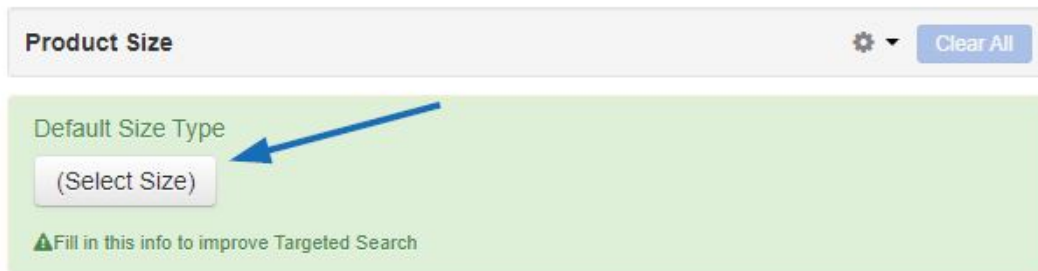 Product Size
Clear All
Default Size Type
(Select Size)
Fill in this info to improve Targeted Search